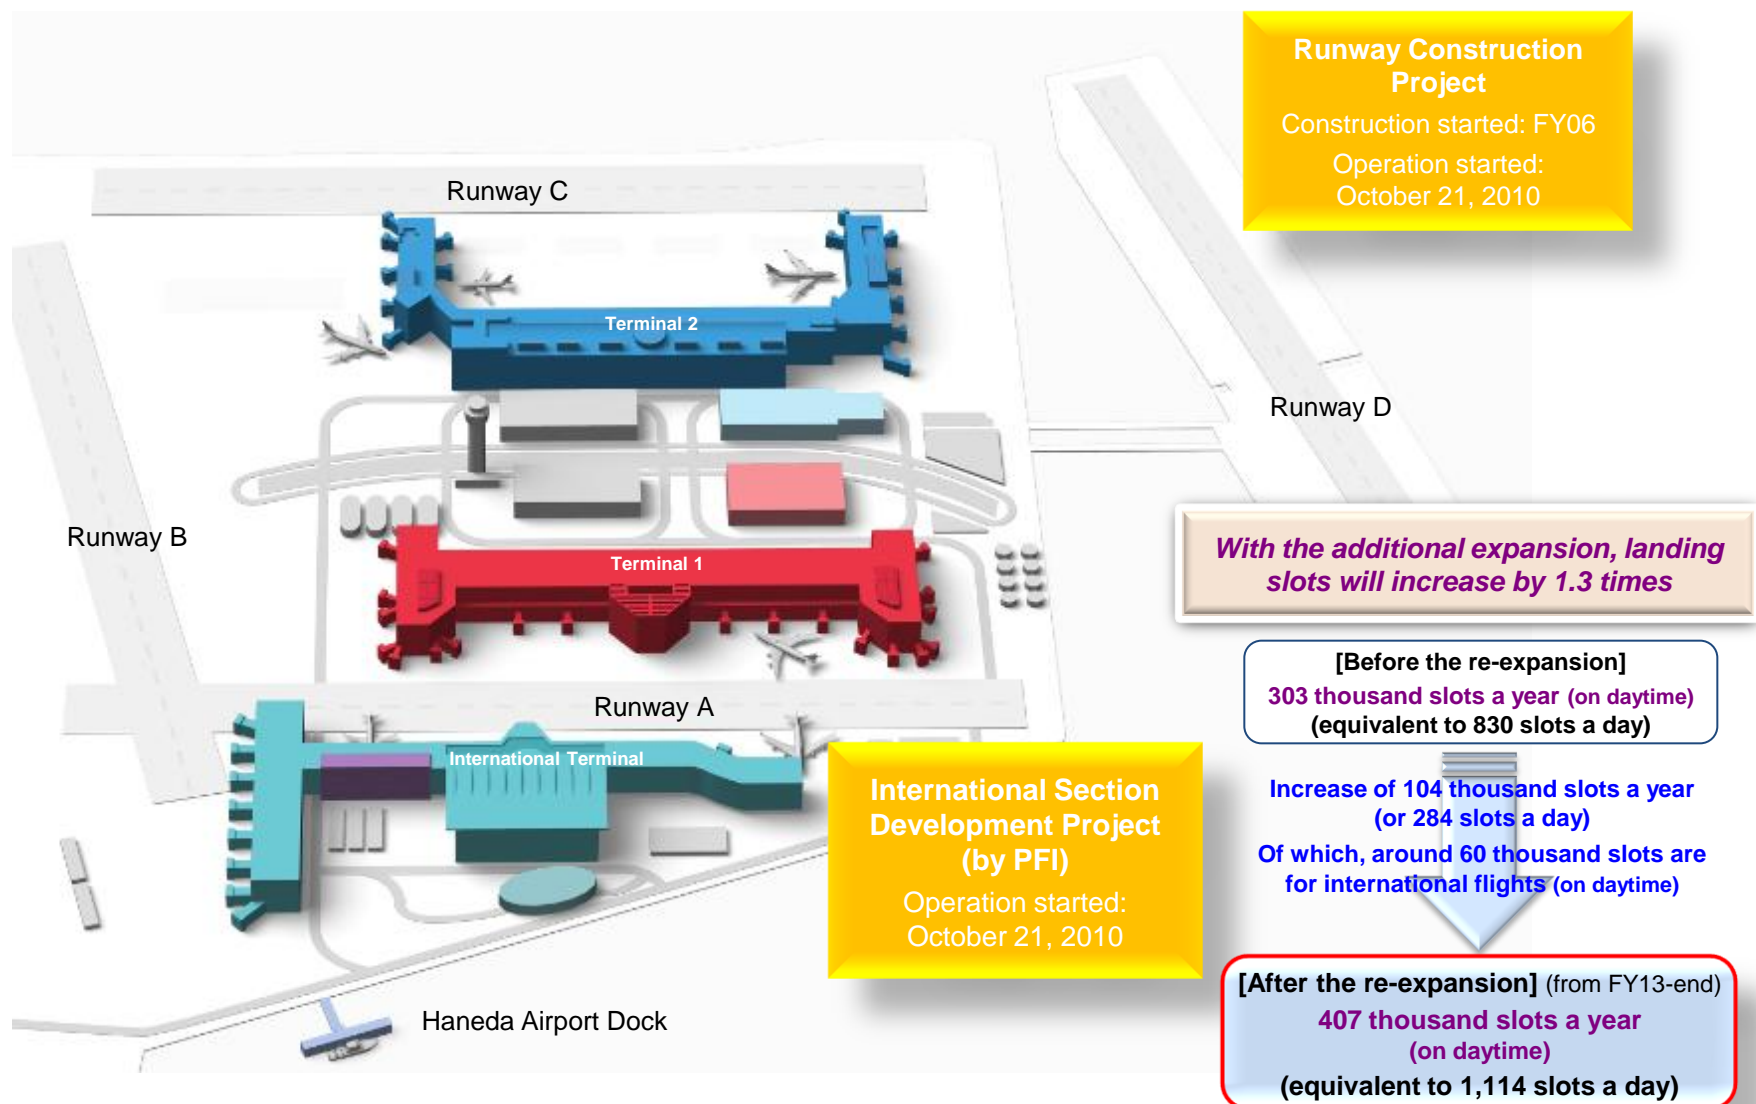 Runway Construction
Project
Construction started: FY06
Operation started:
October 21, 2010
Runway C
Terminal 2
Runway D
Runway B
Terminal 1
With the additional expansion, landing
slots will increase by 1.3 times
[Before the re-expansion]
303 thousand slots a year (on daytime)
(equivalent to 830 slots a day)
Runway A
International Terminal
International Section
Development Project
(by PFI)
Operation started:
October 21, 2010
Increase of 104 thousand slots a year
(or 284 slots a day)
Of which, around 60 thousand slots are
for international flights (on daytime)
[After the re-expansion] (from FY13-end)
407 thousand slots a year
(on daytime)
(equivalent to 1,114 slots a day)
Haneda Airport Dock